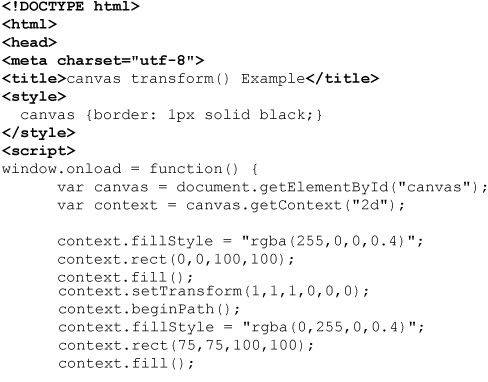 <!DOCTYPE html>
<html>
<head>
<meta charset="utf-8">
<title>canvas transform() Example</title>
<style>
  canvas {border: 1px solid black;}
</style>
<script>
window.onload = function() {
      var canvas = document.getElementById("canvas");
      var context = canvas.getContext("2d");

      context.fillStyle = "rgba(255,0,0,0.4)";
      context.rect(0,0,100,100);
      context.fill();
      context.setTransform(1,1,1,0,0,0);
      context.beginPath();
      context.fillStyle = "rgba(0,255,0,0.4)";
      context.rect(75,75,100,100);
      context.fill();